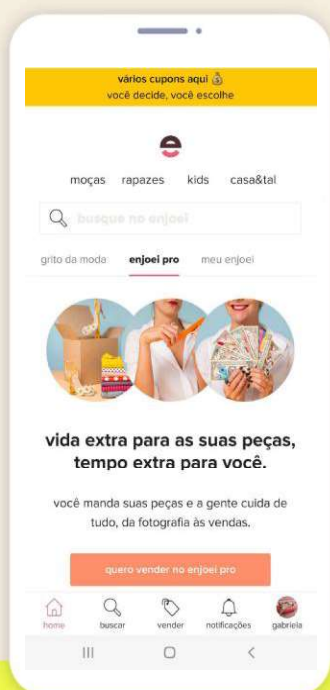 vários cupons aqui 💰
você decide, você escolhe
e
moças rapazes kids casa&tal
busque no enjoei
grito da moda enjoei pro meu enjoei
vida extra para as suas peças,
tempo extra para você.
você manda suas peças e a gente cuida de
tudo, da fotografia às vendas.
quero vender no enjoei pro
home buscar vender notificações gabriela